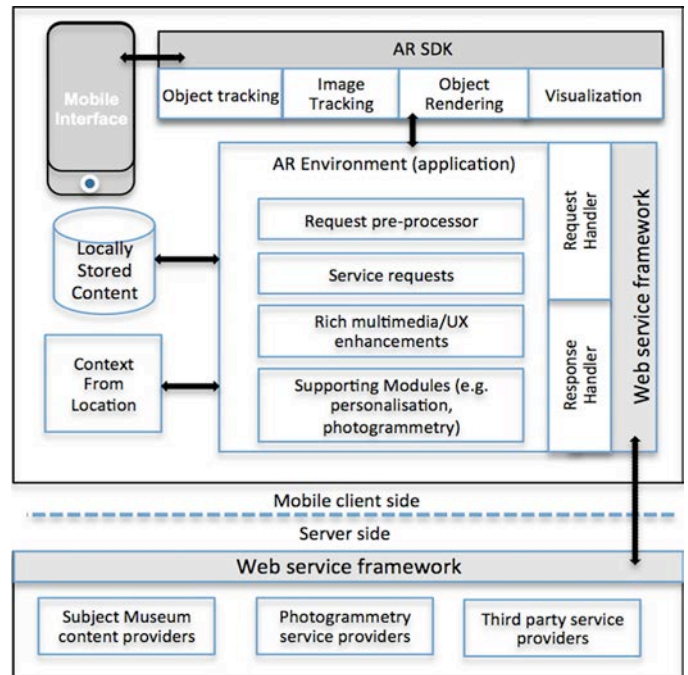 AR SDK
Mobile
Interface
Object tracking
Image
Tracking
Object
Rendering
Visualization
AR Environment (application)
Request pre-processor
Service requests
Rich multimedia/UX
enhancements
Supporting Modules (e.g.
personalisation,
photogrammetry)
Request
Handler
Response
Handler
Web service framework
Locally
Stored
Content
Context
From
Location
Mobile client side
Server side
Web service framework
Subject Museum
content providers
Photogrammetry
service providers
Third party service
providers